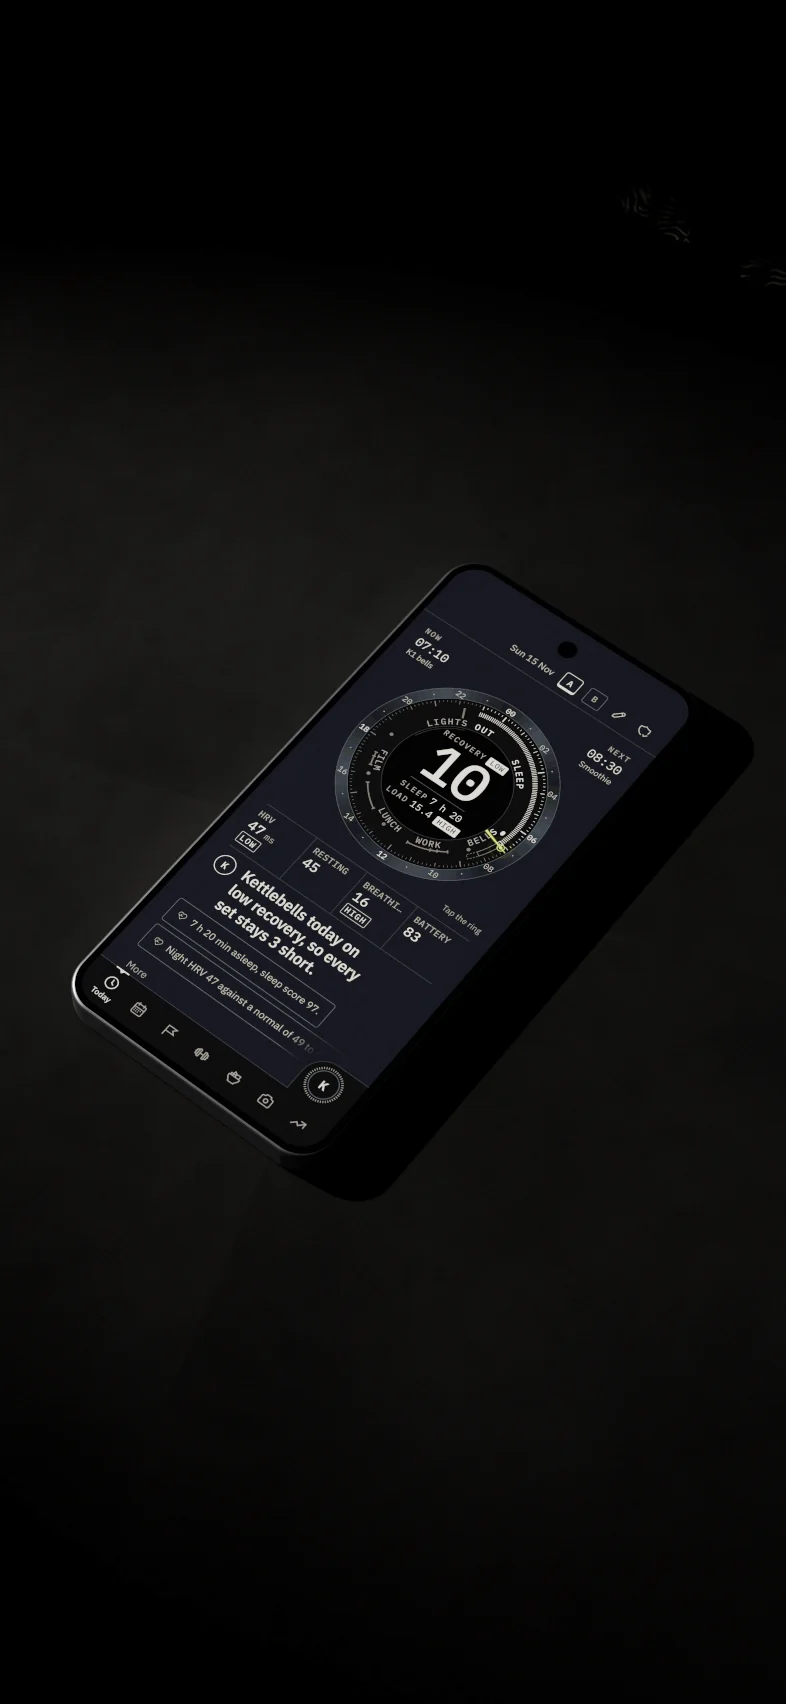 NOW
07:10
K1 bells
Sun 15 Nov
A
B
NEXT
08:30
Smoothie
22
00
02
04
06
08
10
12
14
16
18
20
LIGHTS OUT
SLEEP
WORK
LUNCH
FILM
RECOVERY LOW
10
SLEEP 7 h 20
LOAD 15.4 HIGH
Tap the ring
HRV
47 ms
LOW
RESTING
45
BREATHI...
16
HIGH
BATTERY
83
K
Kettlebells today on
low recovery, so every
set stays 3 short.
7 h 20 min asleep, sleep score 97.
Night HRV 47 against a normal of 49 to
More
Today
K